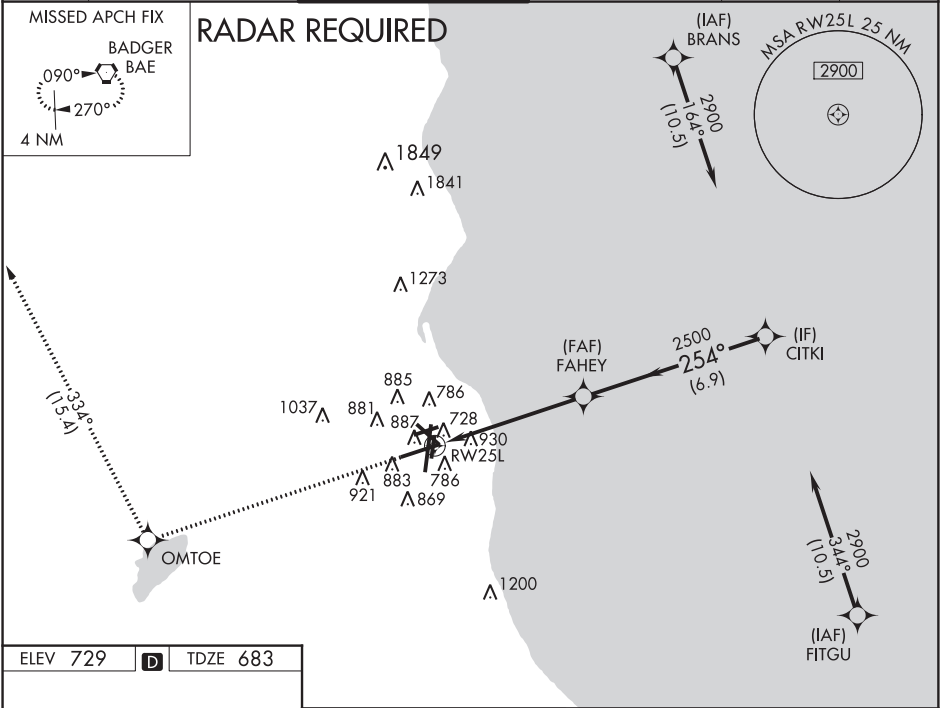 MISSED APCH FIX
BADGER
BAE
090°
270°
4 NM
RADAR REQUIRED
(IAF)
BRANS
2900
164°
(10.5)
MSA RW25L 25 NM
2900
1849
1841
1273
(IF)
CITKI
2500
254°
(6.9)
(FAF)
FAHEY
885
786
1037
881
887
728
930
RW25L
883
786
921
869
334°
(15.4)
OMTOE
1200
2900
344°
(10.5)
(IAF)
FITGU
ELEV 729 D TDZE 683